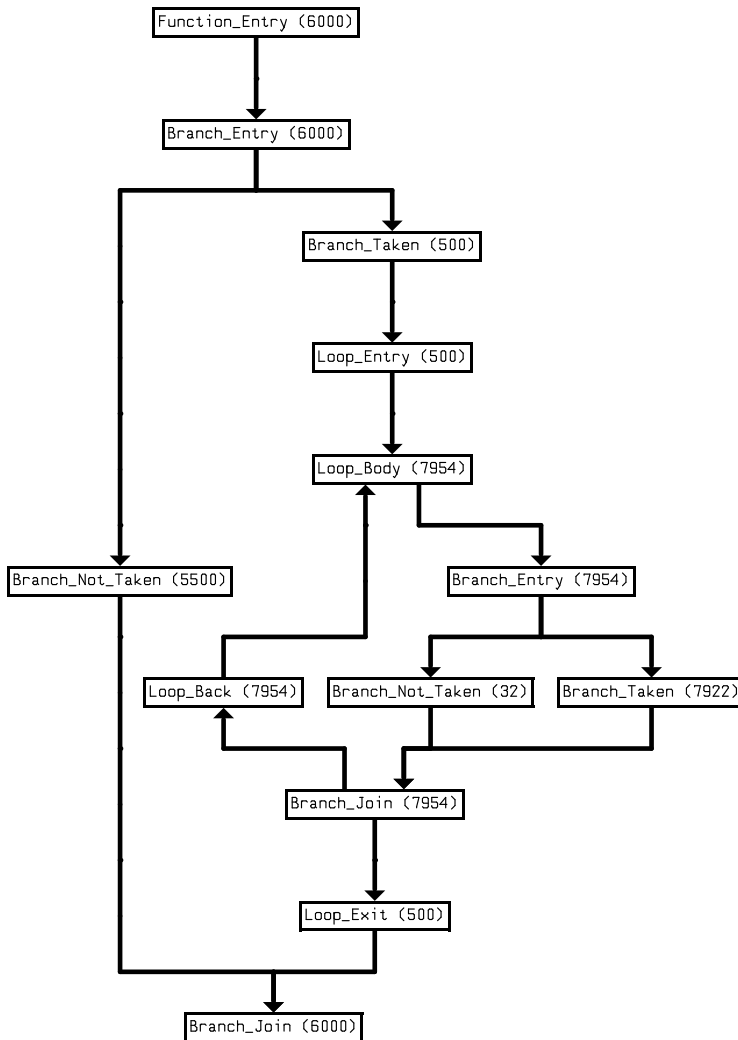 Function_Entry (6000)
Branch_Entry (6000)
Branch_Taken (500)
Loop_Entry (500)
Loop_Body (7954)
Branch_Not_Taken (5500)
Branch_Entry (7954)
Loop_Back (7954)
Branch_Not_Taken (32)
Branch_Taken (7922)
Branch_Join (7954)
Loop_Exit (500)
Branch_Join (6000)